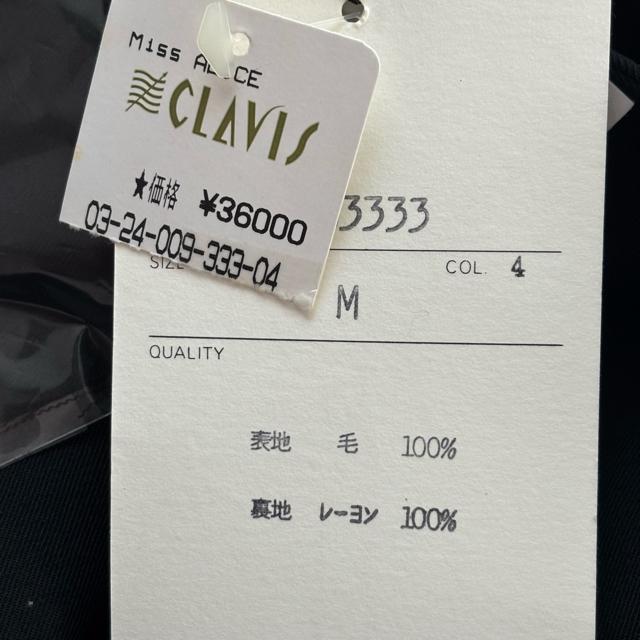 Miss ALICE
CLAVIS
★価格 ¥36000
03-24-009-333-04
3333
SIZE M
COL. 4
QUALITY
表地 毛 100%
裏地 レーヨン 100%